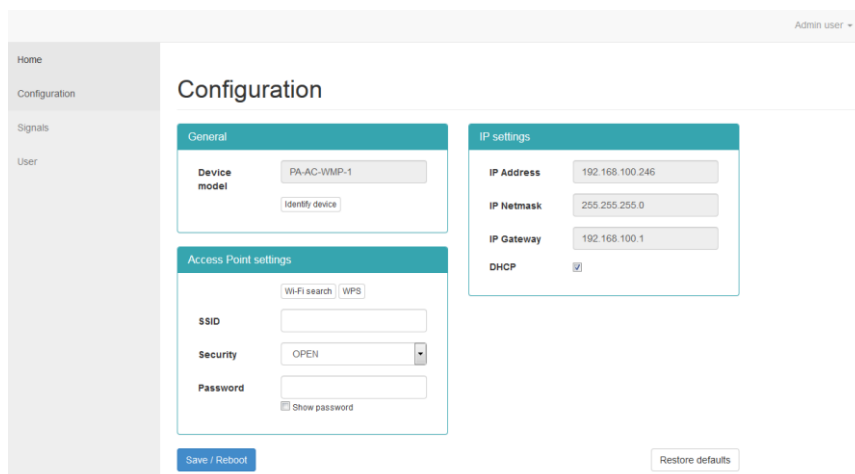 Admin user
Home
Configuration
Signals
User
Configuration
General
Device model
PA-AC-WMP-1
Identify device
Access Point settings
Wi-Fi search WPS
SSID
Security OPEN
Password
Show password
IP settings
IP Address 192.168.100.246
IP Netmask 255.255.255.0
IP Gateway 192.168.100.1
DHCP
Save / Reboot
Restore defaults